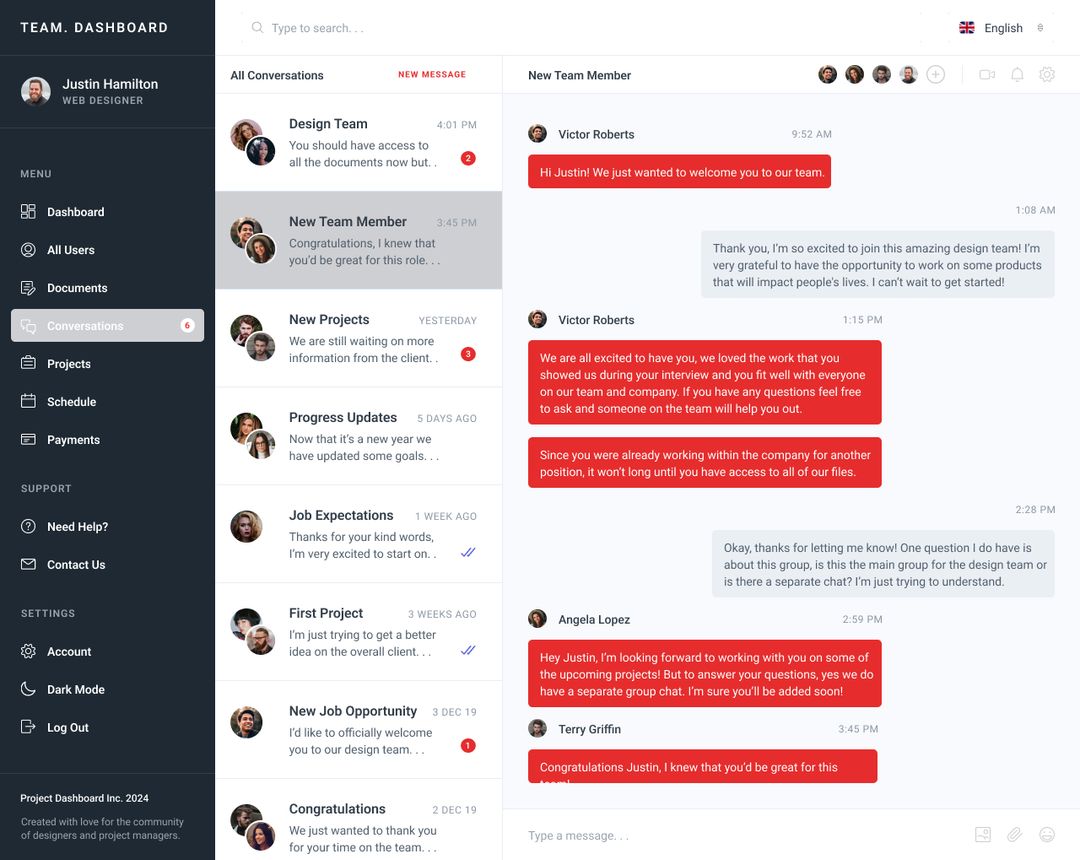 TEAM. DASHBOARD
Type to search. . .
English
Justin Hamilton
WEB DESIGNER
MENU
Dashboard
All Users
Documents
Conversations
6
Projects
Schedule
Payments
SUPPORT
Need Help?
Contact Us
SETTINGS
Account
Dark Mode
Log Out
Project Dashboard Inc. 2024
Created with love for the community
of designers and project managers.
All Conversations
NEW MESSAGE
Design Team
4:01 PM
You should have access to
all the documents now but. .
2
New Team Member
3:45 PM
Congratulations, I knew that
you’d be great for this role. . .
New Projects
YESTERDAY
We are still waiting on more
information from the client. .
3
Progress Updates
5 DAYS AGO
Now that it’s a new year we
have updated some goals. . .
Job Expectations
1 WEEK AGO
Thanks for your kind words,
I’m very excited to start on. .
First Project
3 WEEKS AGO
I’m just trying to get a better
idea on the overall client. . .
New Job Opportunity
3 DEC 19
I’d like to officially welcome
you to our design team. . .
1
Congratulations
2 DEC 19
We just wanted to thank you
for your time on the team. . .
New Team Member
Victor Roberts
9:52 AM
Hi Justin! We just wanted to welcome you to our team.
1:08 AM
Thank you, I’m so excited to join this amazing design team! I’m
very grateful to have the opportunity to work on some products
that will impact people’s lives. I can’t wait to get started!
Victor Roberts
1:15 PM
We are all excited to have you, we loved the work that you
showed us during your interview and you fit well with everyone
on our team and company. If you have any questions feel free
to ask and someone on the team will help you out.
Since you were already working within the company for another
position, it won’t long until you have access to all of our files.
2:28 PM
Okay, thanks for letting me know! One question I do have is
about this group, is this the main group for the design team or
is there a separate chat? I’m just trying to understand.
Angela Lopez
2:59 PM
Hey Justin, I’m looking forward to working with you on some of
the upcoming projects! But to answer your questions, yes we do
have a separate group chat. I’m sure you’ll be added soon!
Terry Griffin
3:45 PM
Congratulations Justin, I knew that you’d be great for this
team!
Type a message. . .